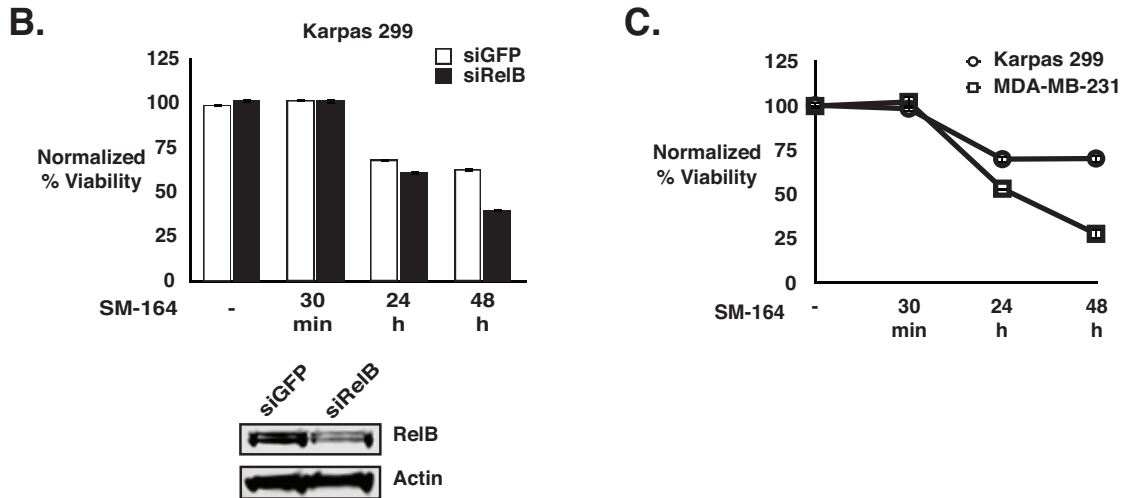 B.
Karpas 299
siGFP
siRelB
125
100
75
50
25
0
Normalized
% Viability
SM-164
-
30
min
24
h
48
h
siGFP
siRelB
RelB
Actin
C.
Karpas 299
MDA-MB-231
125
100
75
50
25
0
Normalized
% Viability
SM-164
-
30
min
24
h
48
h